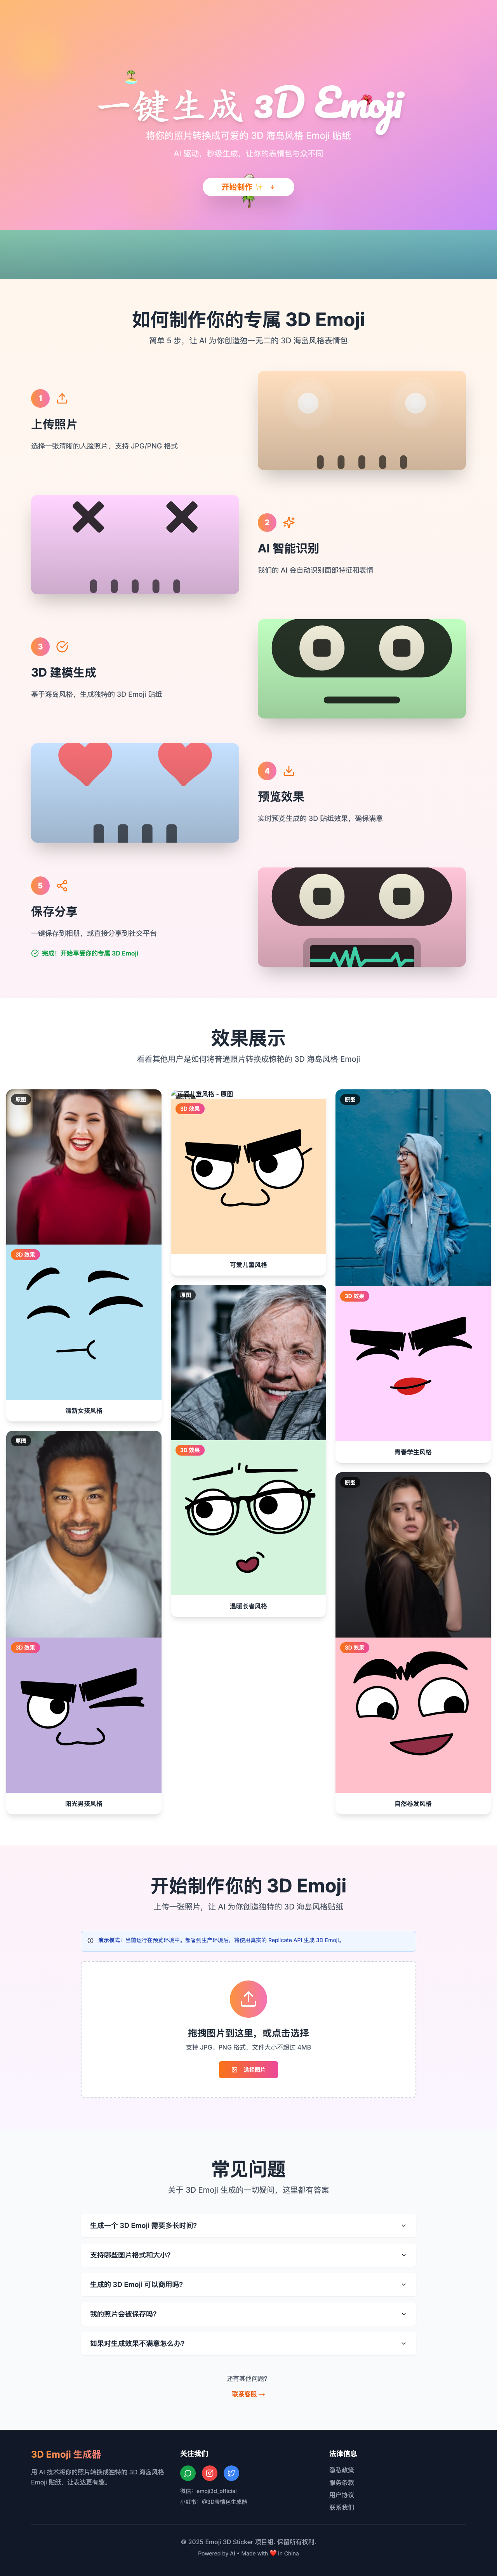 一键生成 3D Emoji
将你的照片转换成可爱的 3D 海岛风格 Emoji 贴纸
AI 驱动，秒级生成，让你的表情包与众不同
开始制作 ✨ ↓
如何制作你的专属 3D Emoji
简单 5 步，让 AI 为你创造独一无二的 3D 海岛风格表情包
1
上传照片
选择一张清晰的人脸照片，支持 JPG/PNG 格式
2
AI 智能识别
我们的 AI 会自动识别面部特征和表情
3
3D 建模生成
基于海岛风格，生成独特的 3D Emoji 贴纸
4
预览效果
实时预览生成的 3D 贴纸效果，确保满意
5
保存分享
一键保存到相册，或直接分享到社交平台
完成！开始享受你的专属 3D Emoji
效果展示
看看其他用户是如何将普通照片转换成惊艳的 3D 海岛风格 Emoji
原图
3D 效果
清新女孩风格
原图
3D 效果
阳光男孩风格
可爱儿童风格 - 原图
3D 效果
可爱儿童风格
原图
3D 效果
温暖长者风格
原图
3D 效果
青春学生风格
原图
3D 效果
自然卷发风格
开始制作你的 3D Emoji
上传一张照片，让 AI 为你创造独特的 3D 海岛风格贴纸
演示模式：当前运行在预览环境中。部署到生产环境后，将使用真实的 Replicate API 生成 3D Emoji。
拖拽图片到这里，或点击选择
支持 JPG、PNG 格式，文件大小不超过 4MB
选择图片
常见问题
关于 3D Emoji 生成的一切疑问，这里都有答案
生成一个 3D Emoji 需要多长时间?
支持哪些图片格式和大小?
生成的 3D Emoji 可以商用吗?
我的照片会被保存吗?
如果对生成效果不满意怎么办?
还有其他问题?
联系客服 →
3D Emoji 生成器
用 AI 技术将你的照片转换成独特的 3D 海岛风格
Emoji 贴纸，让表达更有趣。
关注我们
微信：emoji3d_official
小红书：@3D表情包生成器
法律信息
隐私政策
服务条款
用户协议
联系我们
© 2025 Emoji 3D Sticker 项目组. 保留所有权利.
Powered by AI • Made with ❤️ in China